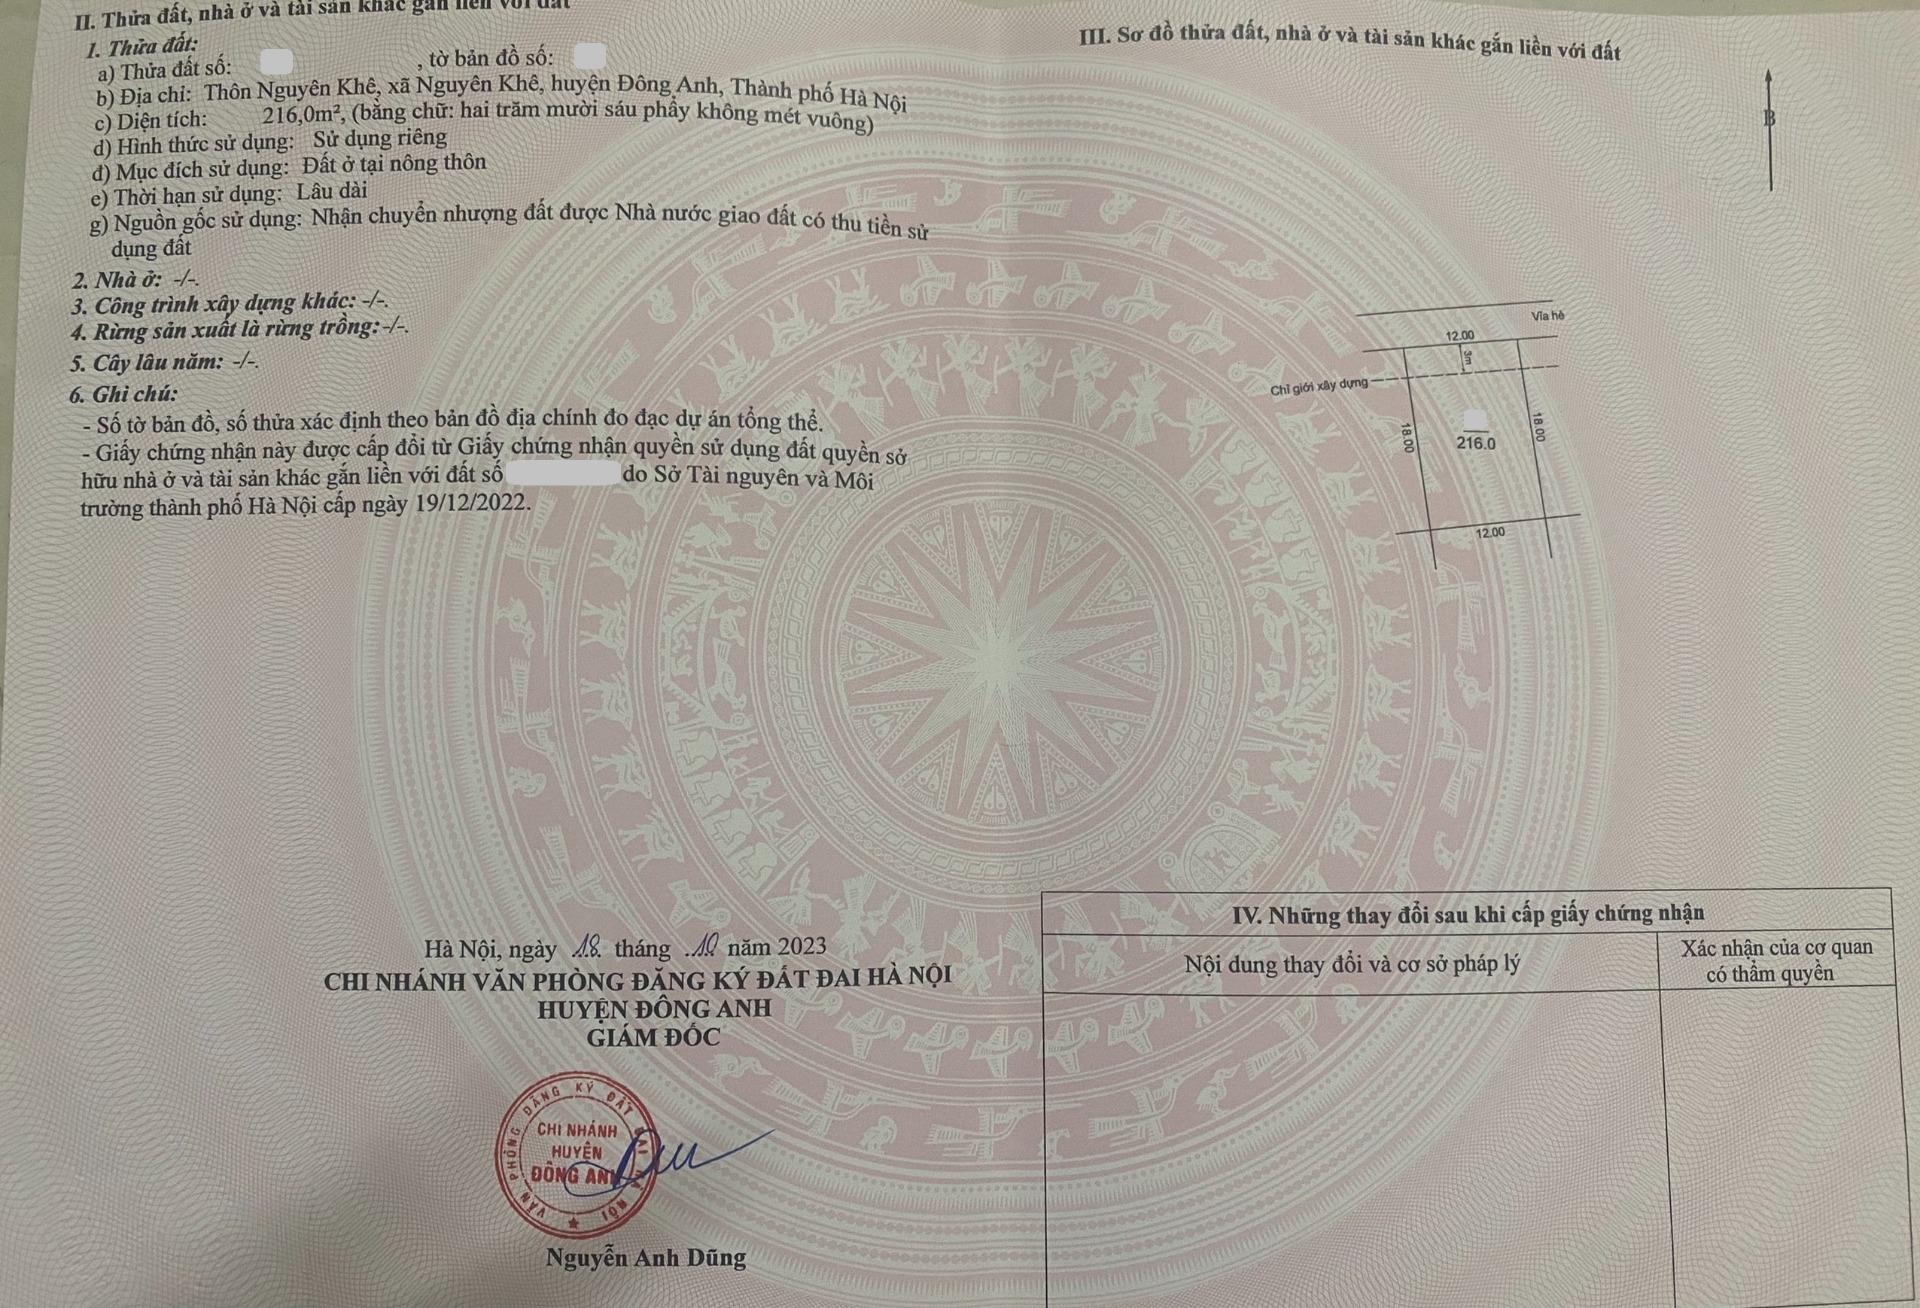 II. Thửa đất, nhà ở và tài sản khác gắn liền với đất
1. Thửa đất:
a) Thửa đất số: , tờ bản đồ số:
b) Địa chỉ: Thôn Nguyên Khê, xã Nguyên Khê, huyện Đông Anh, Thành phố Hà Nội
c) Diện tích: 216,0m², (bằng chữ: hai trăm mười sáu phẩy không mét vuông)
d) Hình thức sử dụng: Sử dụng riêng
đ) Mục đích sử dụng: Đất ở tại nông thôn
e) Thời hạn sử dụng: Lâu dài
g) Nguồn gốc sử dụng: Nhận chuyển nhượng đất được Nhà nước giao đất có thu tiền sử
dụng đất
2. Nhà ở: -/-.
3. Công trình xây dựng khác: -/-.
4. Rừng sản xuất là rừng trồng:-/-.
5. Cây lâu năm: -/-.
6. Ghi chú:
- Số tờ bản đồ, số thửa xác định theo bản đồ địa chính đo đạc dự án tổng thể.
- Giấy chứng nhận này được cấp đổi từ Giấy chứng nhận quyền sử dụng đất quyền sở
hữu nhà ở và tài sản khác gắn liền với đất số do Sở Tài nguyên và Môi
trường thành phố Hà Nội cấp ngày 19/12/2022.
Hà Nội, ngày 18 tháng 10 năm 2023
CHI NHÁNH VĂN PHÒNG ĐĂNG KÝ ĐẤT ĐAI HÀ NỘI
HUYỆN ĐÔNG ANH
GIÁM ĐỐC
VĂN PHÒNG ĐĂNG KÝ ĐẤT ĐAI HÀ NỘI
CHI NHÁNH
HUYỆN
ĐÔNG ANH
Nguyễn Anh Dũng
III. Sơ đồ thửa đất, nhà ở và tài sản khác gắn liền với đất
B
Vỉa hè
12.00
3m
Chỉ giới xây dựng
18.00
216.0
18.00
12.00
IV. Những thay đổi sau khi cấp giấy chứng nhận
Nội dung thay đổi và cơ sở pháp lý
Xác nhận của cơ quan
có thẩm quyền